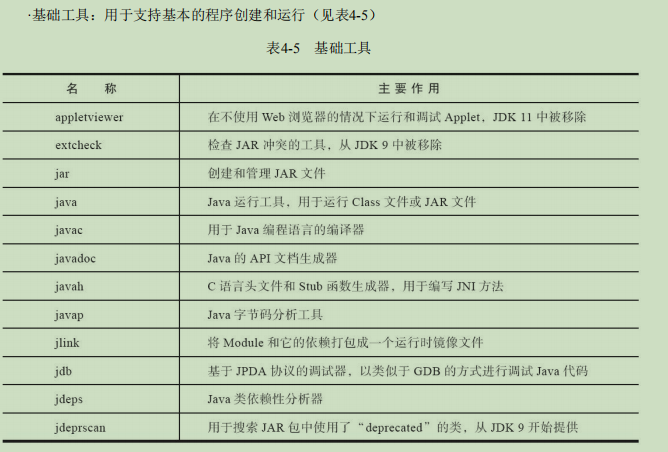 ·基础工具：用于支持基本的程序创建和运行（见表4-5）
表4-5 基础工具
名 称 主 要 作 用
appletviewer 在不使用 Web 浏览器的情况下运行和调试 Applet，JDK 11 中被移除
extcheck 检查 JAR 冲突的工具，从 JDK 9 中被移除
jar 创建和管理 JAR 文件
java Java 运行工具，用于运行 Class 文件或 JAR 文件
javac 用于 Java 编程语言的编译器
javadoc Java 的 API 文档生成器
javah C 语言头文件和 Stub 函数生成器，用于编写 JNI 方法
javap Java 字节码分析工具
jlink 将 Module 和它的依赖打包成一个运行时镜像文件
jdb 基于 JPDA 协议的调试器，以类似于 GDB 的方式进行调试 Java 代码
jdeps Java 类依赖性分析器
jdeprscan 用于搜索 JAR 包中使用了“deprecated”的类，从 JDK 9 开始提供